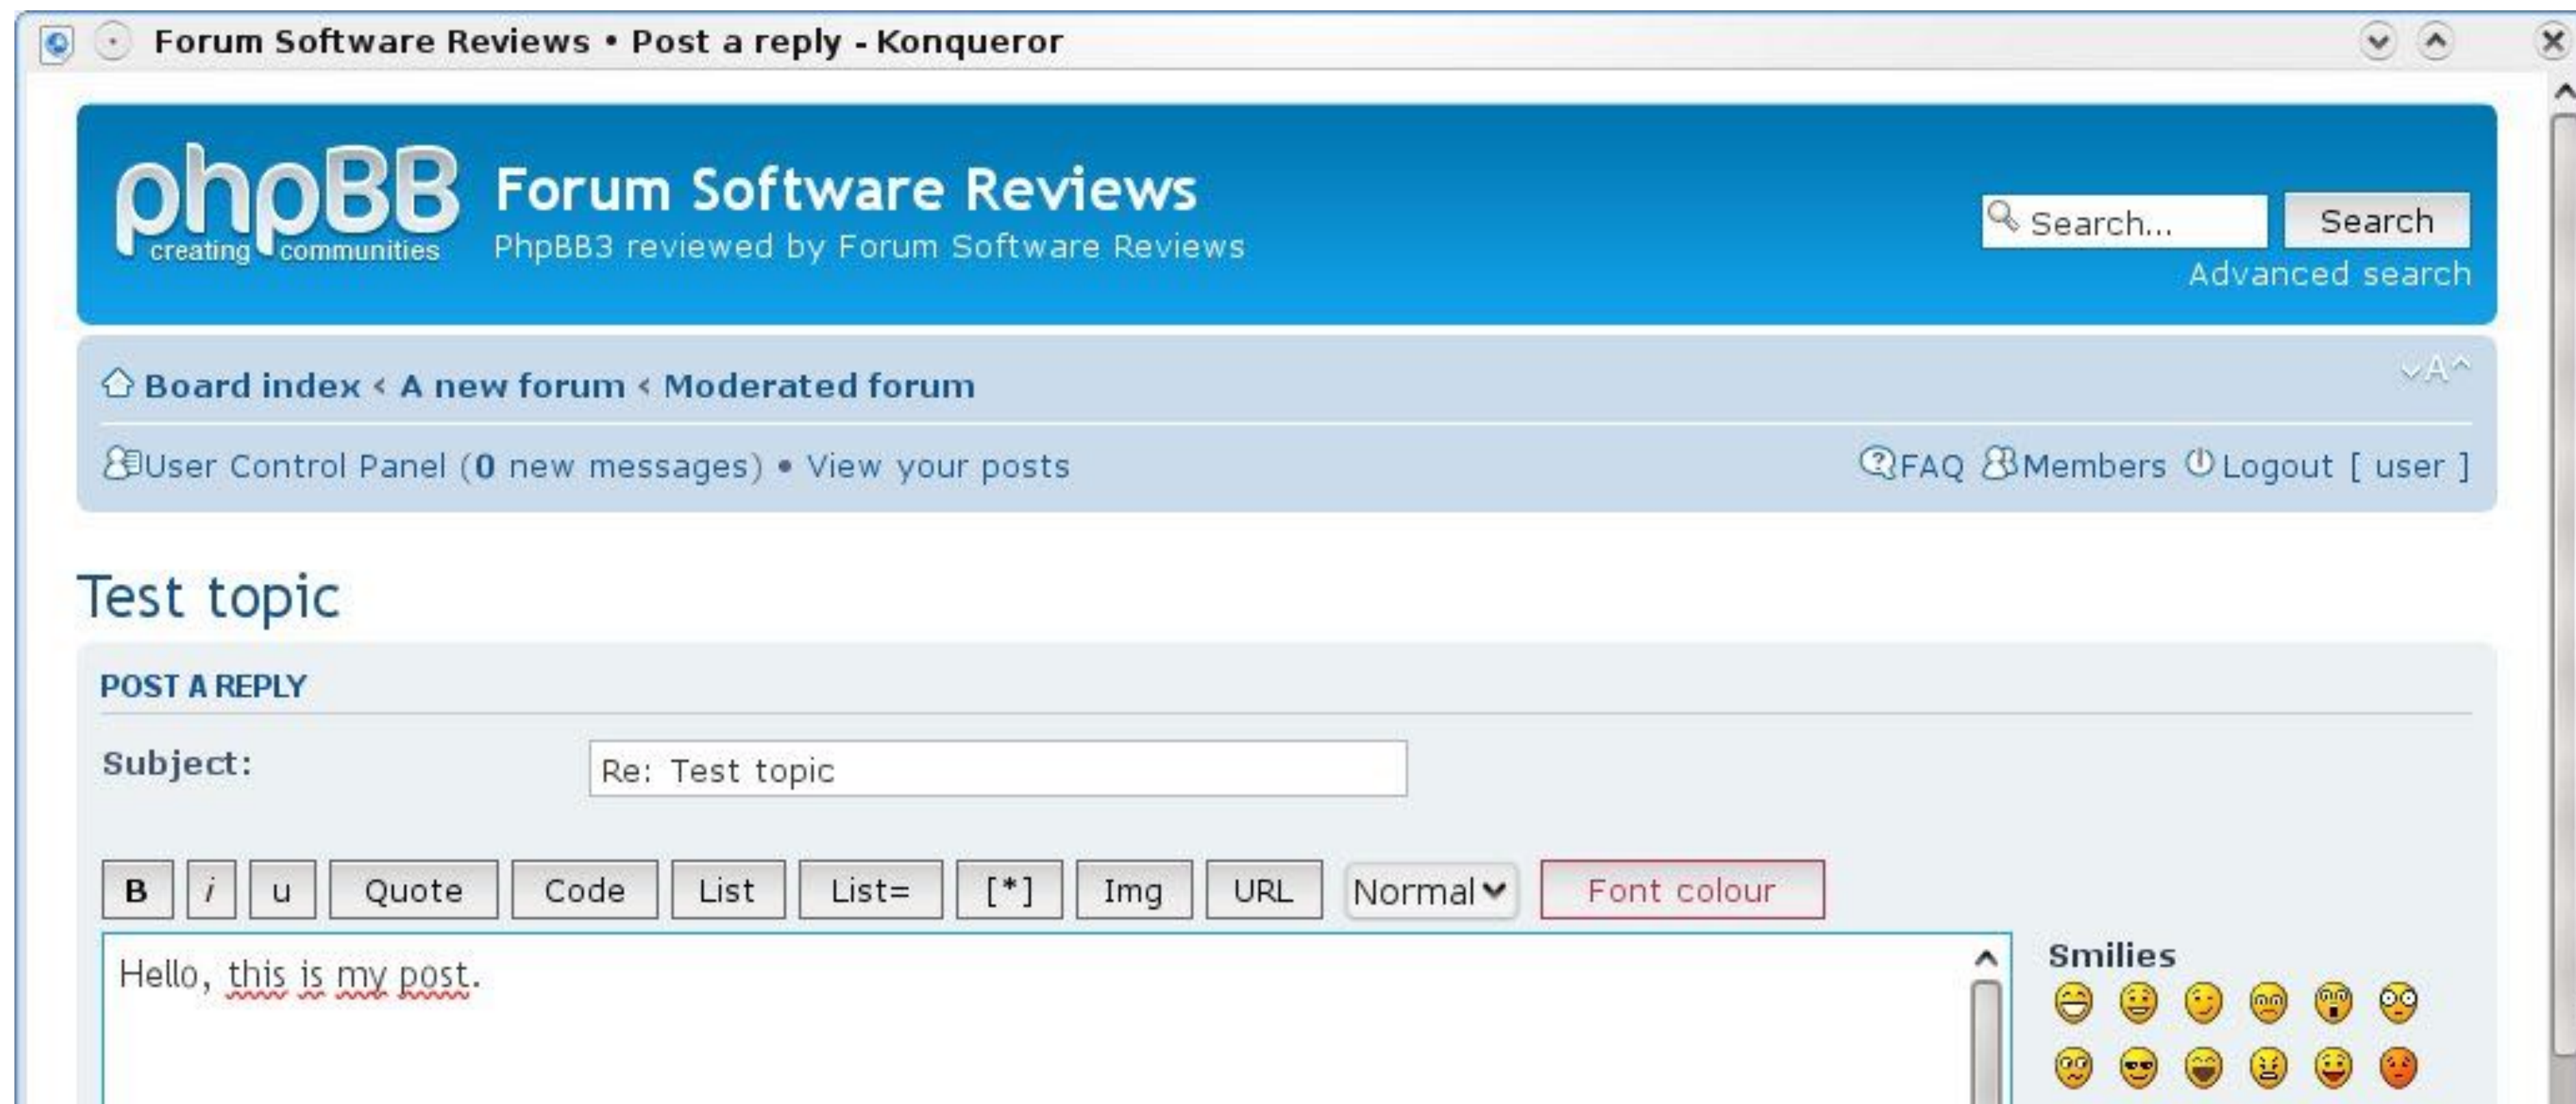 Forum Software Reviews • Post a reply - Konqueror
phpBB
creating communities
Forum Software Reviews
PhpBB3 reviewed by Forum Software Reviews
Search... Search
Advanced search
Board index ‹ A new forum ‹ Moderated forum
A
User Control Panel (0 new messages) • View your posts
FAQ Members Logout [ user ]
Test topic
POST A REPLY
Subject: Re: Test topic
B i u Quote Code List List= [*] Img URL Normal Font colour
Hello, this is my post.
Smilies